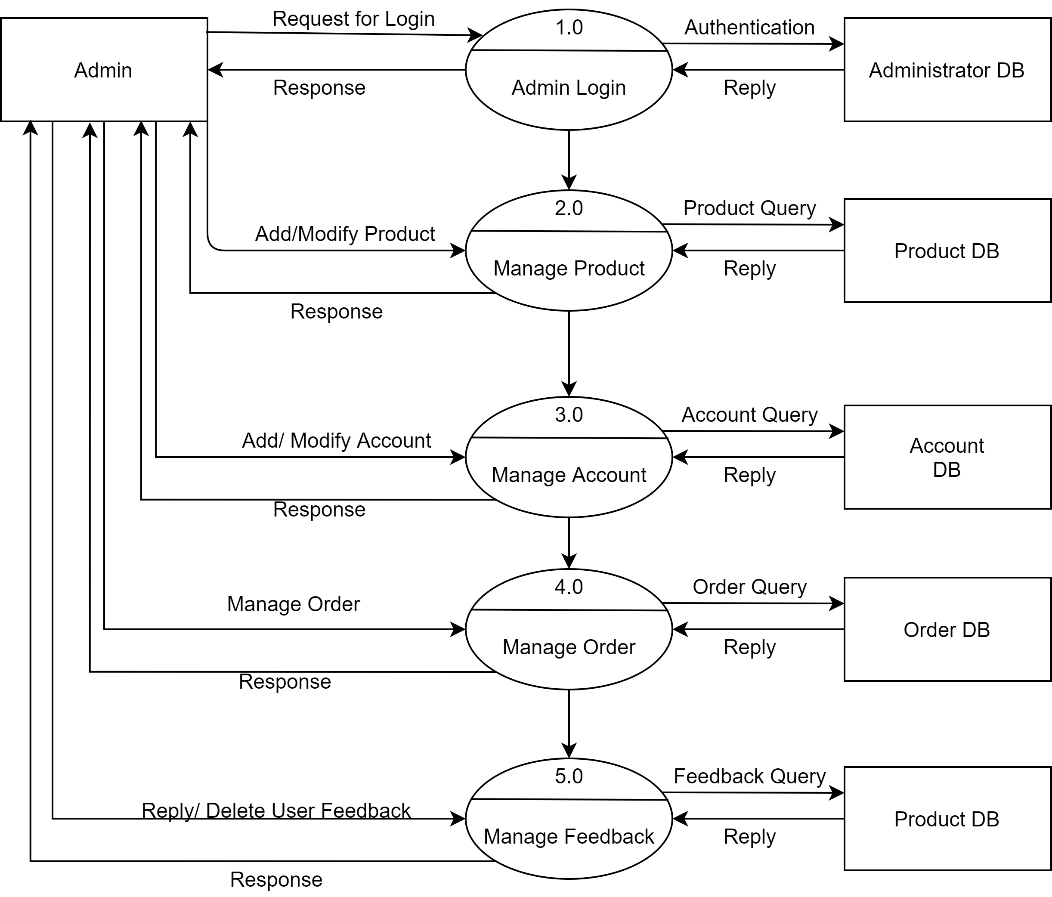 Request for Login
1.0
Authentication
Admin
Admin Login
Administrator DB
Response
Reply
2.0
Product Query
Add/Modify Product
Manage Product
Product DB
Reply
Response
3.0
Account Query
Add/ Modify Account
Manage Account
Account
DB
Reply
Response
4.0
Order Query
Manage Order
Manage Order
Order DB
Reply
Response
5.0
Feedback Query
Reply/ Delete User Feedback
Manage Feedback
Product DB
Reply
Response